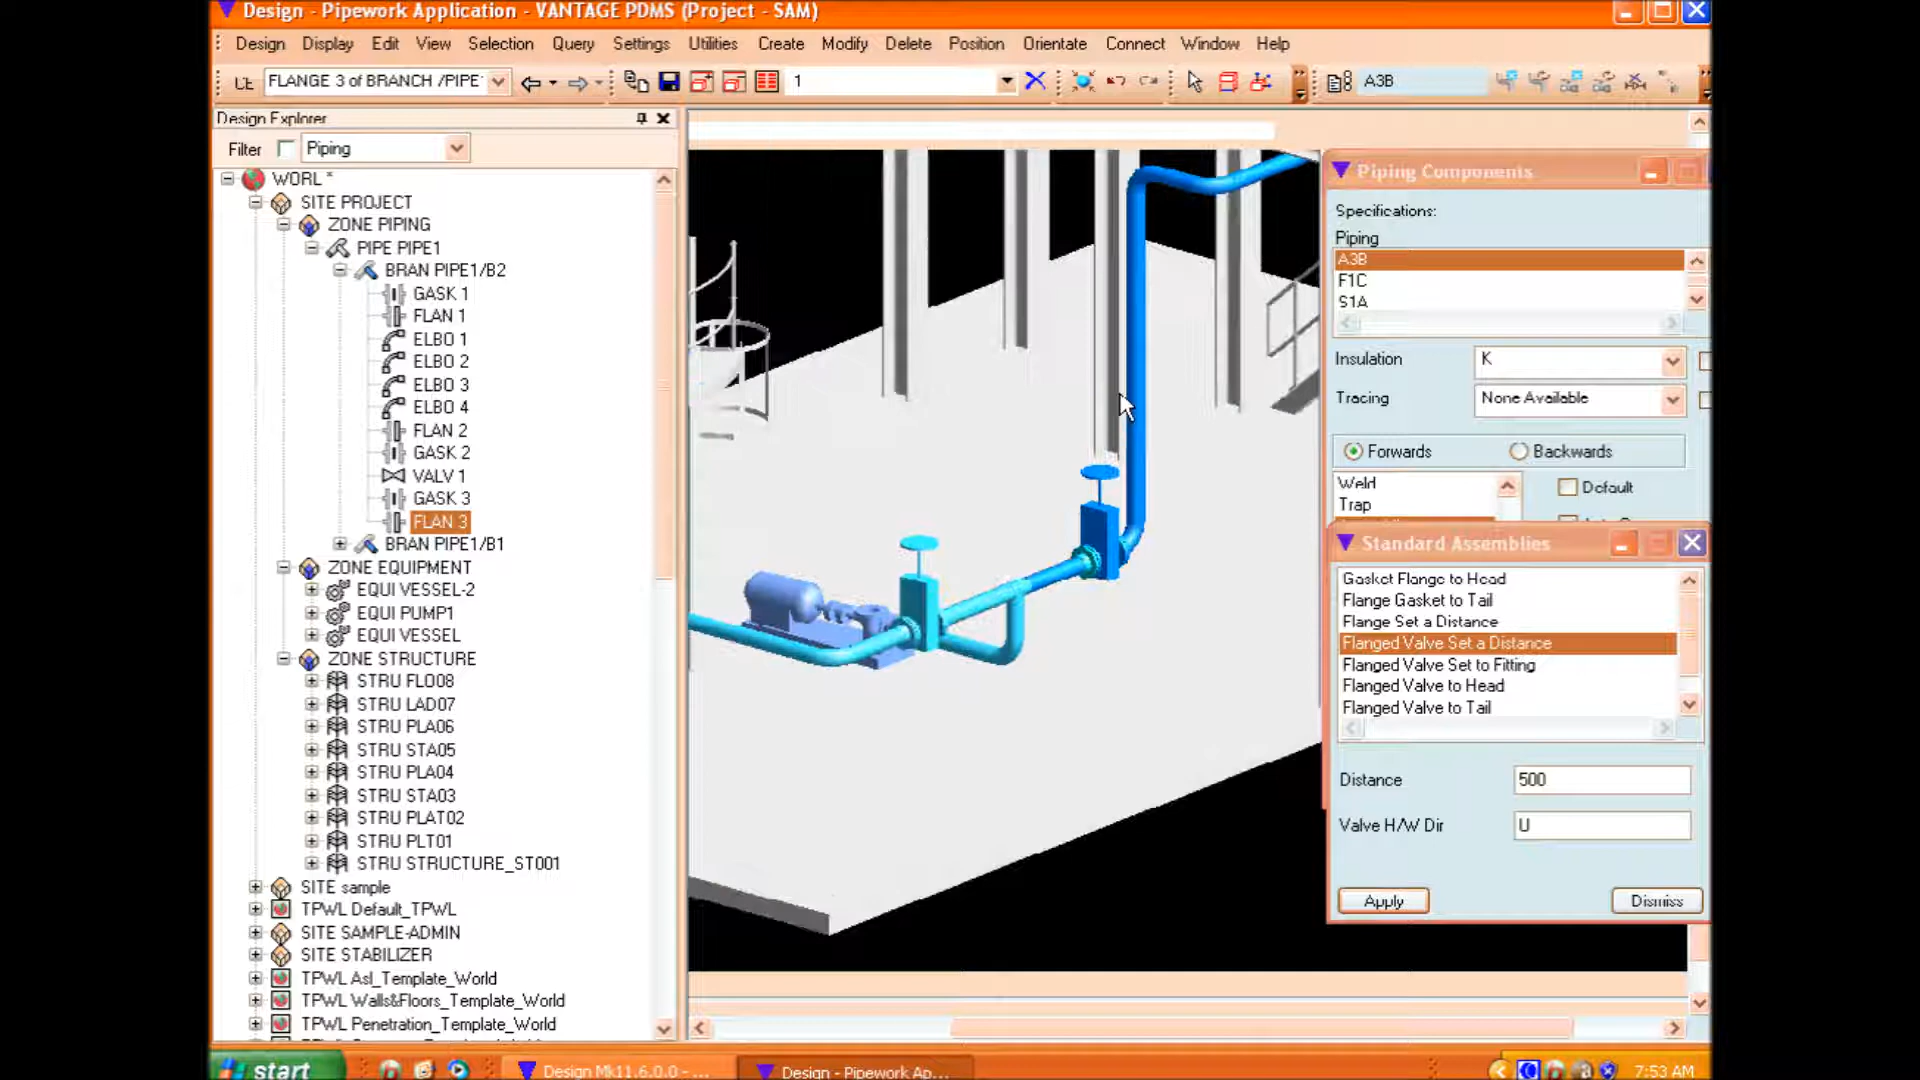 Design - Pipework Application - VANTAGE PDMS (Project - SAM)
Design Display Edit View Selection Query Settings Utilities Create Modify Delete Position Orientate Connect Window Help
CE FLANGE 3 of BRANCH /PIPE 1 A3B
Design Explorer
Filter Piping
WORL *
SITE PROJECT
ZONE PIPING
PIPE PIPE1
BRAN PIPE1/B2
GASK 1
FLAN 1
ELBO 1
ELBO 2
ELBO 3
ELBO 4
FLAN 2
GASK 2
VALV 1
GASK 3
FLAN 3
BRAN PIPE1/B1
ZONE EQUIPMENT
EQUI VESSEL-2
EQUI PUMP1
EQUI VESSEL
ZONE STRUCTURE
STRU FLO08
STRU LAD07
STRU PLA06
STRU STA05
STRU PLA04
STRU STA03
STRU PLAT02
STRU PLT01
STRU STRUCTURE_ST001
SITE sample
TPWL Default_TPWL
SITE SAMPLE-ADMIN
SITE STABILIZER
TPWL Asl_Template_World
TPWL Walls&Floors_Template_World
TPWL Penetration_Template_World
Piping Components
Specifications:
Piping
A3B
F1C
S1A
Insulation K
Tracing None Available
Forwards Backwards
Weld
Trap
Default
Standard Assemblies
Gasket Flange to Head
Flange Gasket to Tail
Flange Set a Distance
Flanged Valve Set a Distance
Flanged Valve Set to Fitting
Flanged Valve to Head
Flanged Valve to Tail
Distance 500
Valve H/W Dir U
Apply Dismiss
start Design Mk11.6.0.0 - ... Design - Pipework Ap... 7:53 AM